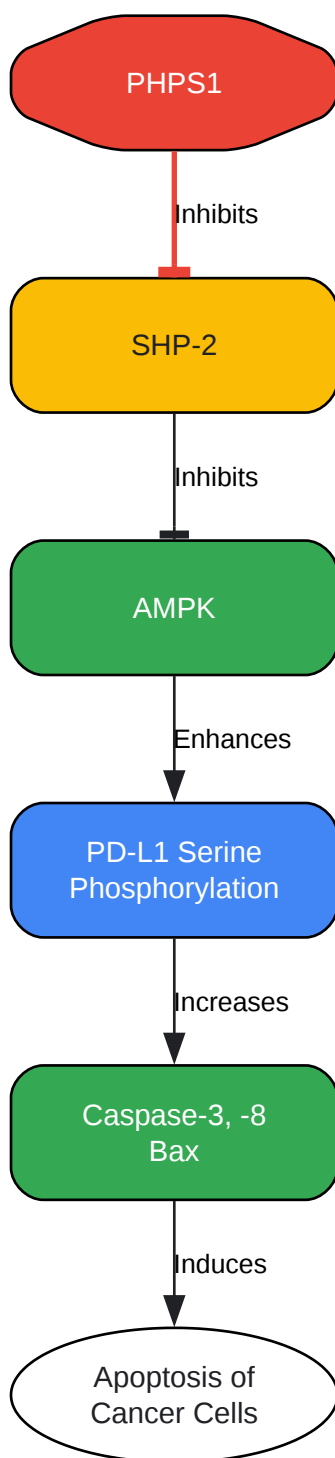 PHPS1
Inhibits
SHP-2
Inhibits
AMPK
Enhances
PD-L1 Serine
Phosphorylation
Increases
Caspase-3, -8
Bax
Induces
Apoptosis of
Cancer Cells